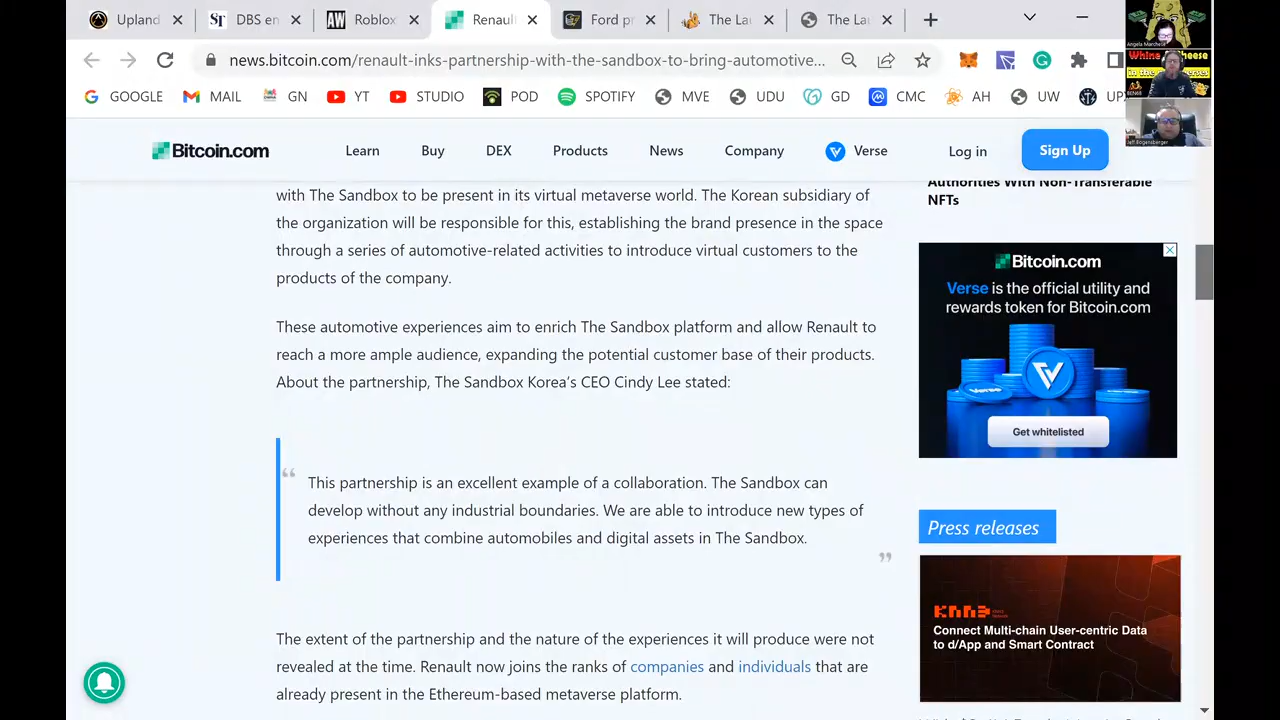 Upland
DBS en
Roblox
Renaul
Ford pr
The Lau
The Lau
news.bitcoin.com/renault-inks-partnership-with-the-sandbox-to-bring-automotive...
GOOGLE
MAIL
GN
YT
POD
SPOTIFY
WME
UDU
GD
CMC
AH
UW
Bitcoin.com
Learn
Buy
DEX
Products
News
Company
Verse
Log in
Sign Up
Angela Marchese
Whine & Cheese
in the
BEN68
Jeff Bogensberger
with The Sandbox to be present in its virtual metaverse world. The Korean subsidiary of
the organization will be responsible for this, establishing the brand presence in the space
through a series of automotive-related activities to introduce virtual customers to the
products of the company.
These automotive experiences aim to enrich The Sandbox platform and allow Renault to
reach a more ample audience, expanding the potential customer base of their products.
About the partnership, The Sandbox Korea's CEO Cindy Lee stated:
“
This partnership is an excellent example of a collaboration. The Sandbox can
develop without any industrial boundaries. We are able to introduce new types of
experiences that combine automobiles and digital assets in The Sandbox.
”
The extent of the partnership and the nature of the experiences it will produce were not
revealed at the time. Renault now joins the ranks of companies and individuals that are
already present in the Ethereum-based metaverse platform.
Authorities With Non-Transferable
NFTs
Bitcoin.com
Verse is the official utility and
rewards token for Bitcoin.com
Get whitelisted
Press releases
Connect Multi-chain User-centric Data
to d/App and Smart Contract